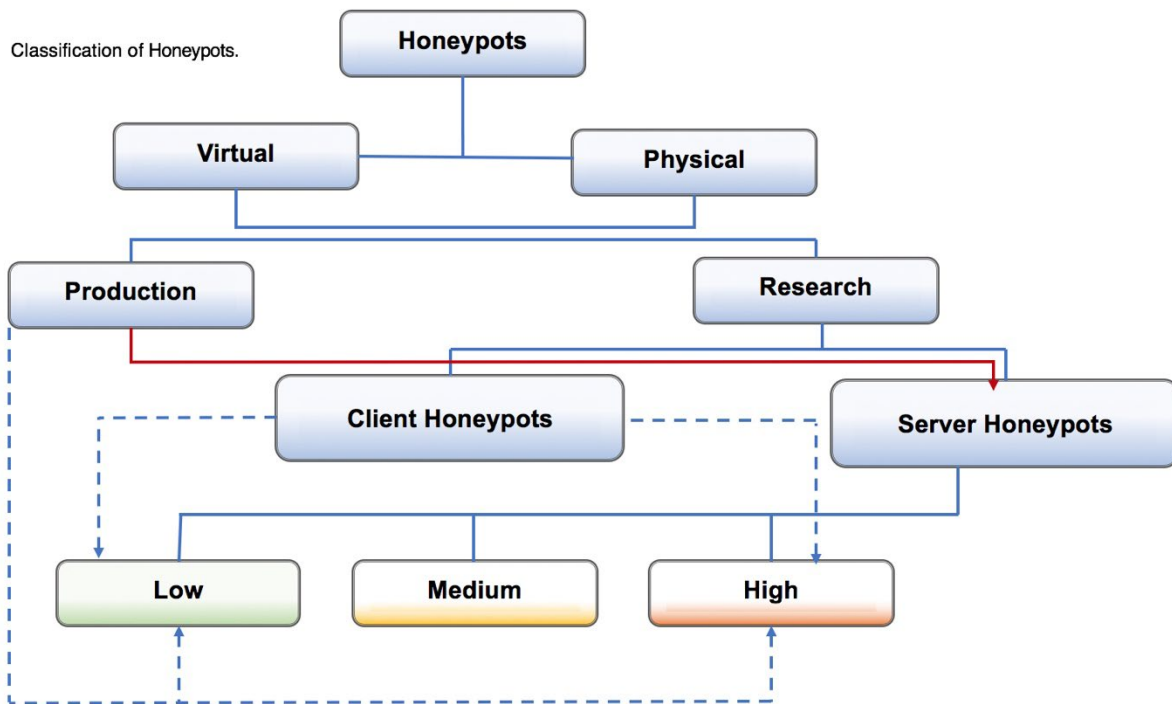 Classification of Honeypots.
Honeypots
Virtual
Physical
Production
Research
Client Honeypots
Server Honeypots
Low
Medium
High